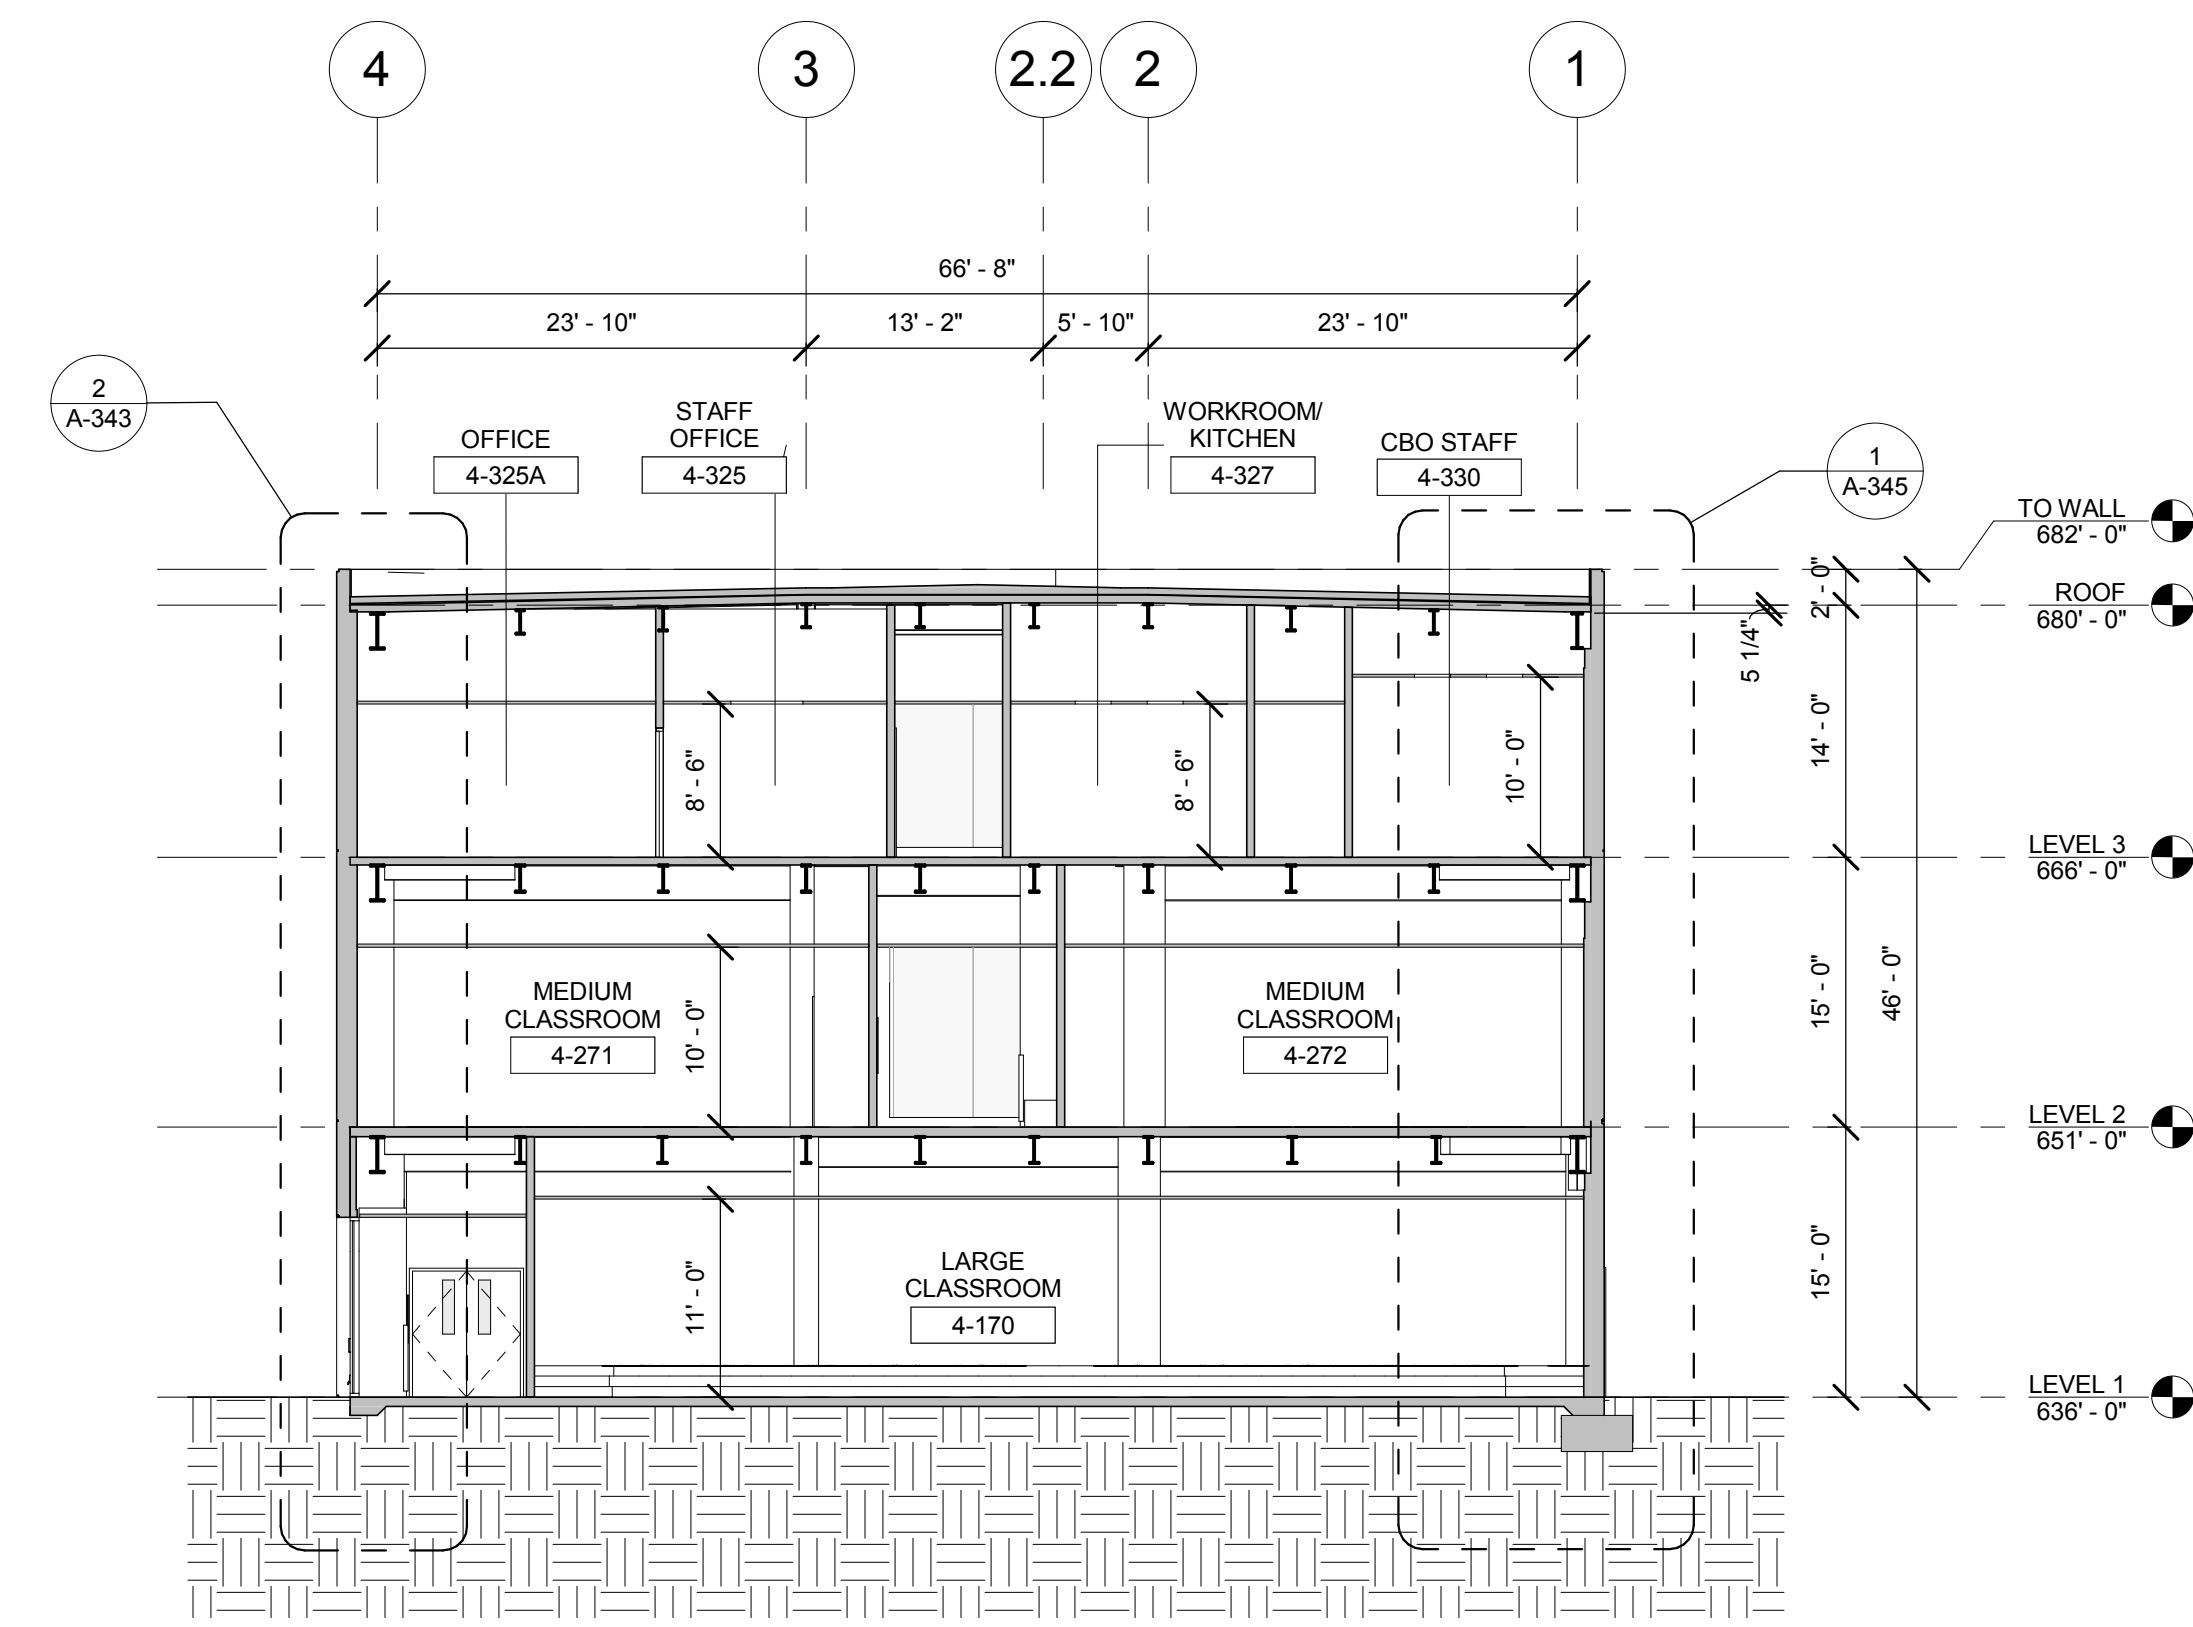 4
3
2.2
2
1
66' - 8"
23' - 10"
13' - 2"
5' - 10"
23' - 10"
2
A-343
OFFICE
4-325A
STAFF
OFFICE
4-325
WORKROOM/
KITCHEN
4-327
CBO STAFF
4-330
1
A-345
TO WALL
682' - 0"
2' - 0"
ROOF
680' - 0"
5 1/4"
14' - 0"
8' - 6"
8' - 6"
10' - 0"
LEVEL 3
666' - 0"
MEDIUM
CLASSROOM
4-271
10' - 0"
MEDIUM
CLASSROOM
4-272
15' - 0"
46' - 0"
LEVEL 2
651' - 0"
11' - 0"
LARGE
CLASSROOM
4-170
15' - 0"
LEVEL 1
636' - 0"